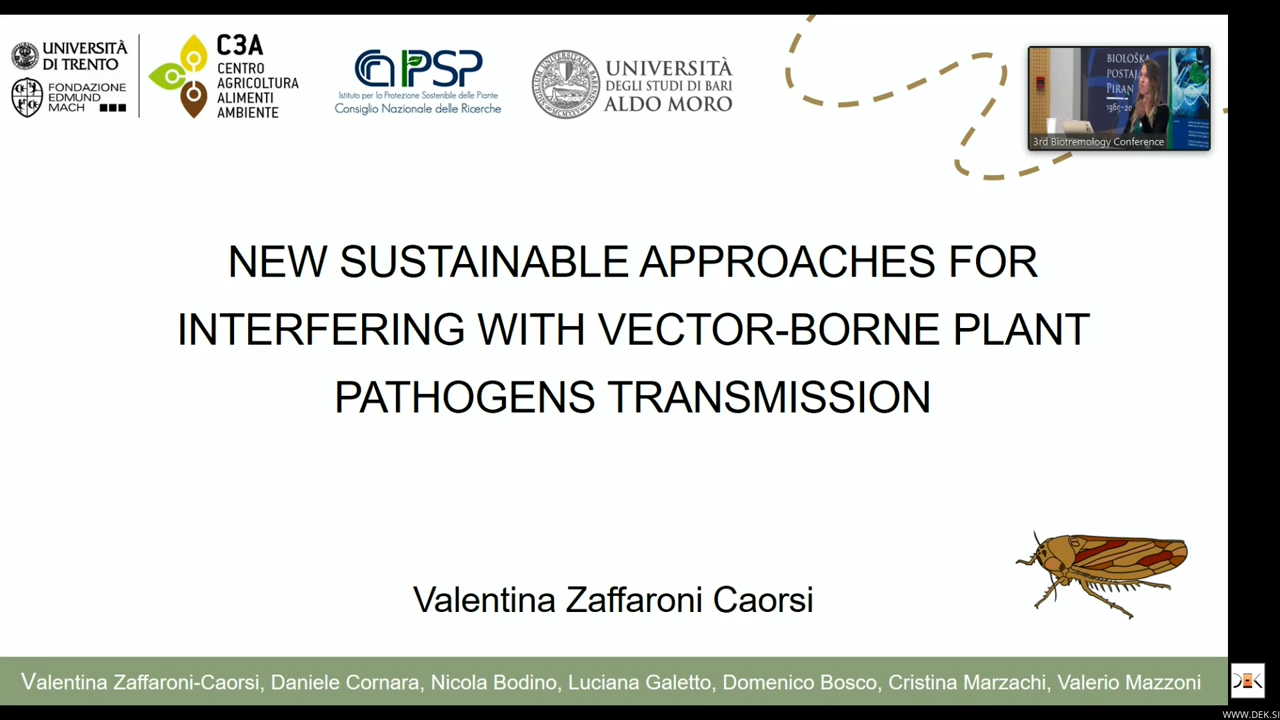 UNIVERSITÀ
DI TRENTO
FONDAZIONE
EDMUND
MACH
C3A
CENTRO
AGRICOLTURA
ALIMENTI
AMBIENTE
IPSP
Istituto per la Protezione Sostenibile delle Piante
Consiglio Nazionale delle Ricerche
UNIVERSITÀ
DEGLI STUDI DI BARI
ALDO MORO
BIOLOŠKA
POSTAJA
PIRAN
3rd Biotremology Conference
NEW SUSTAINABLE APPROACHES FOR
INTERFERING WITH VECTOR-BORNE PLANT
PATHOGENS TRANSMISSION
Valentina Zaffaroni Caorsi
Valentina Zaffaroni-Caorsi, Daniele Cornara, Nicola Bodino, Luciana Galetto, Domenico Bosco, Cristina Marzachi, Valerio Mazzoni
WWW.DEK.SI